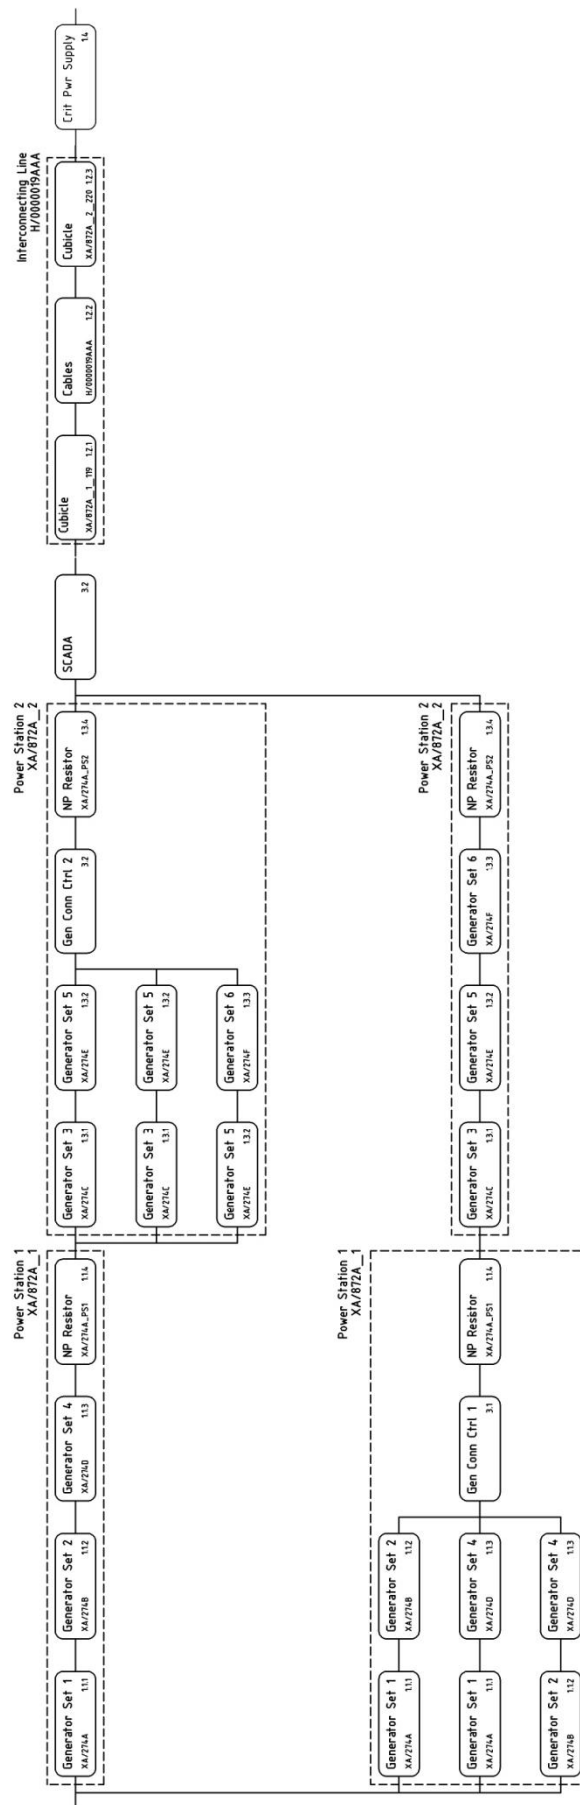 Power Station 1
XA/872A_1
Generator Set 1
XA/274A 1.1.1
Generator Set 2
XA/274B 1.1.2
Generator Set 4
XA/274D 1.1.3
NP Resistor
XA/274A_PS1 1.1.4
Power Station 2
XA/872A_2
Generator Set 3
XA/274C 1.3.1
Generator Set 5
XA/274E 1.3.2
Generator Set 3
XA/274C 1.3.1
Generator Set 5
XA/274E 1.3.2
Generator Set 5
XA/274E 1.3.2
Generator Set 6
XA/274F 1.3.3
Gen Conn Ctrl 2
3.2
NP Resistor
XA/274A_PS2 1.3.4
SCADA
3.2
Interconnecting Line
H/0000019AAA
Cubicle
XA/872A_1_119 1.2.1
Cables
H/0000019AAA 1.2.2
Cubicle
XA/872A_2_220 1.2.3
Crit Pwr Supply
1.4
Power Station 1
XA/872A_1
Generator Set 1
XA/274A 1.1.1
Generator Set 2
XA/274B 1.1.2
Generator Set 1
XA/274A 1.1.1
Generator Set 4
XA/274D 1.1.3
Generator Set 2
XA/274B 1.1.2
Generator Set 4
XA/274D 1.1.3
Gen Conn Ctrl 1
3.1
NP Resistor
XA/274A_PS1 1.1.4
Power Station 2
XA/872A_2
Generator Set 3
XA/274C 1.3.1
Generator Set 5
XA/274E 1.3.2
Generator Set 6
XA/274F 1.3.3
NP Resistor
XA/274A_PS2 1.3.4